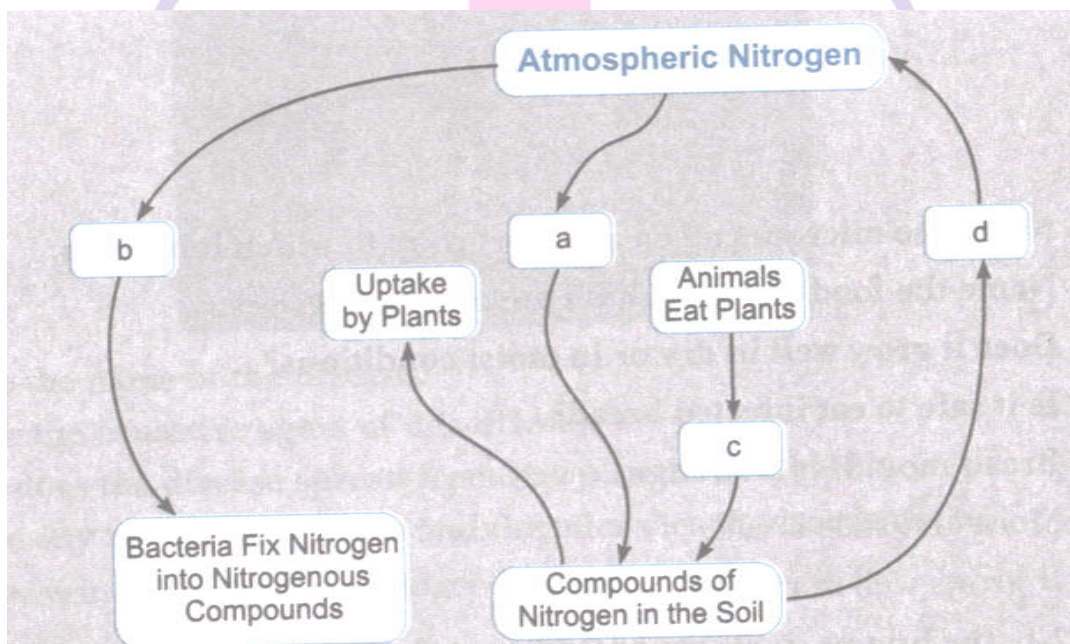 Atmospheric Nitrogen
b
a
d
Uptake
by Plants
Animals
Eat Plants
c
Bacteria Fix Nitrogen
into Nitrogenous
Compounds
Compounds of
Nitrogen in the Soil